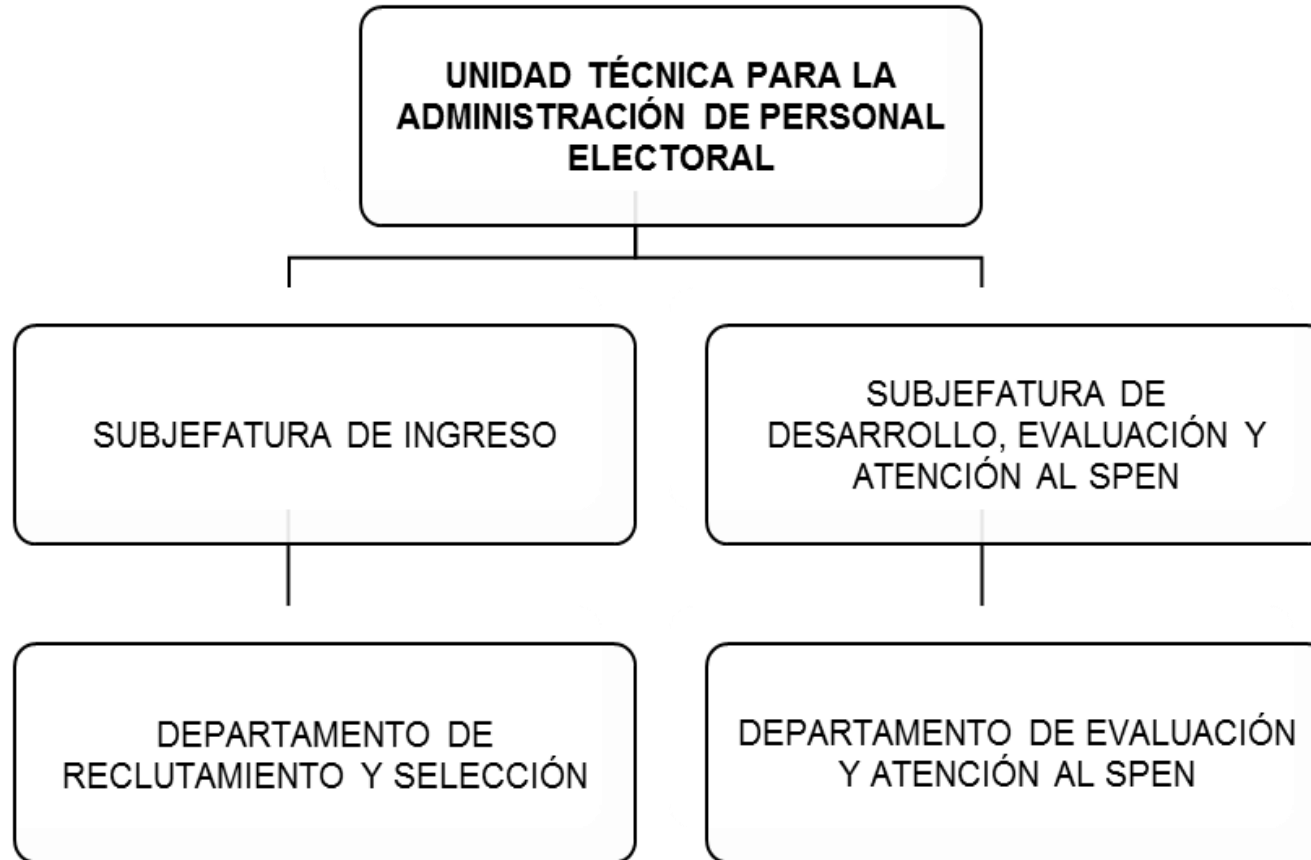 UNIDAD TÉCNICA PARA LA
ADMINISTRACIÓN DE PERSONAL
ELECTORAL
SUBJEFATURA DE INGRESO
SUBJEFATURA DE
DESARROLLO, EVALUACIÓN Y
ATENCIÓN AL SPEN
DEPARTAMENTO DE
RECLUTAMIENTO Y SELECCIÓN
DEPARTAMENTO DE EVALUACIÓN
Y ATENCIÓN AL SPEN